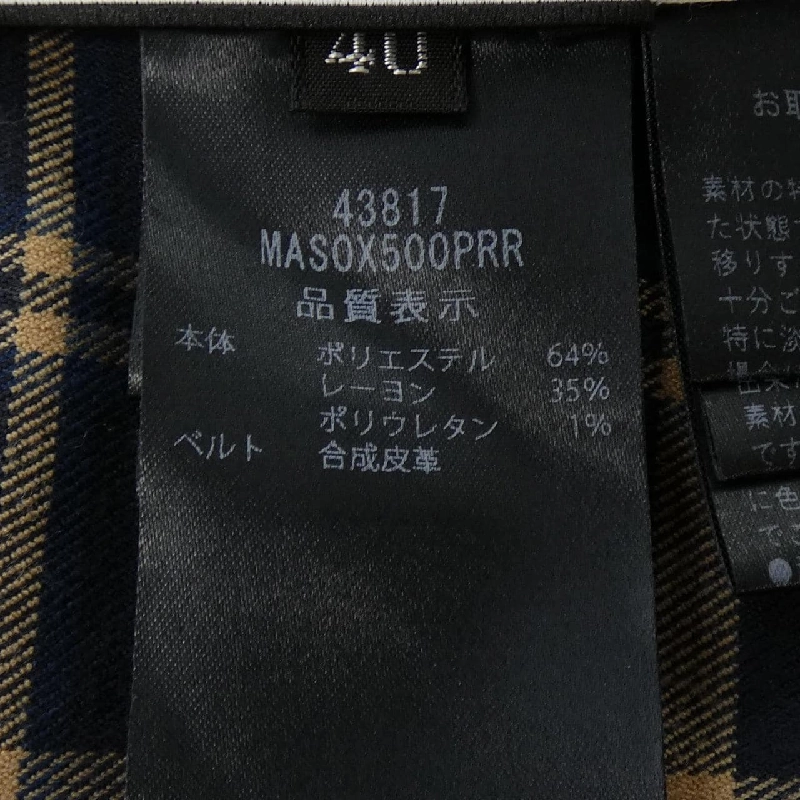 40
43817
MASOX500PRR
品質表示
本体 ポリエステル 64%
レーヨン 35%
ポリウレタン 1%
ベルト 合成皮革
お取
素材の特
た状態で
移りす
十分ご
特に淡
素材
です
に色
でご